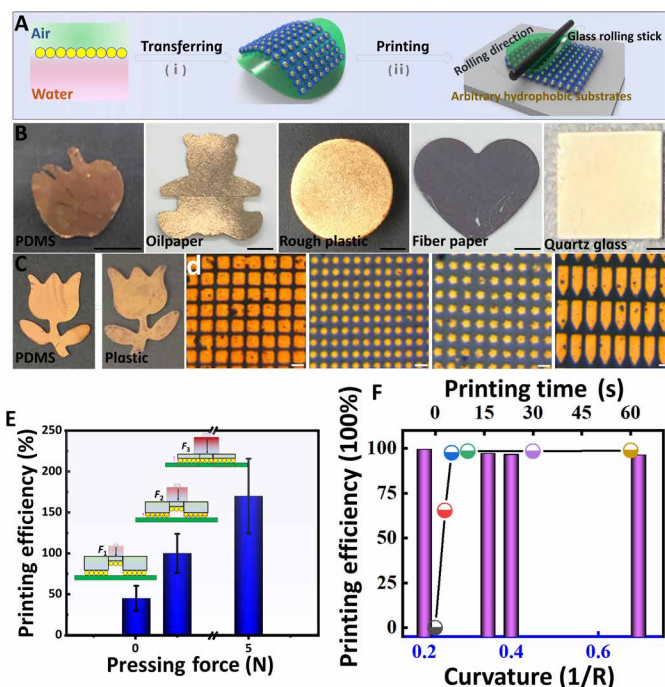 A
Air
Water
Transferring
(i)
Printing
(ii)
Rolling direction
Glass rolling stick
Arbitrary hydrophobic substrates
B
PDMS
Oilpaper
Rough plastic
Fiber paper
Quartz glass
C
PDMS
Plastic
d
E
Printing efficiency (%)
250
200
150
100
50
0
F1
F2
F3
0
5
Pressing force (N)
F
Printing time (s)
0 15 30 45 60
Printing efficiency (100%)
100
75
50
25
0
0.2 0.4 0.6
Curvature (1/R)